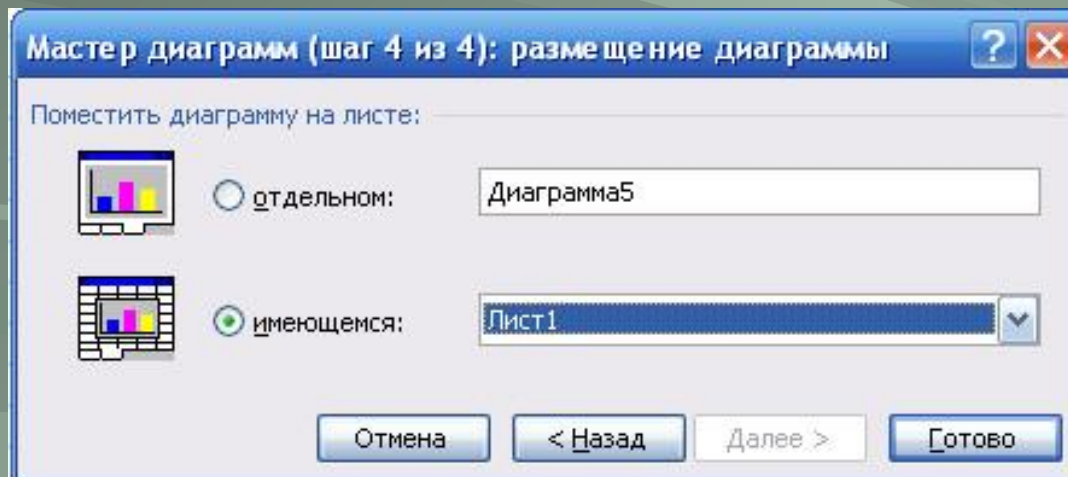 Мастер диаграмм (шаг 4 из 4): размещение диаграммы
Поместить диаграмму на листе:
отдельном: Диаграмма5
имеющемся: Лист1
Отмена < Назад Далее > Готово